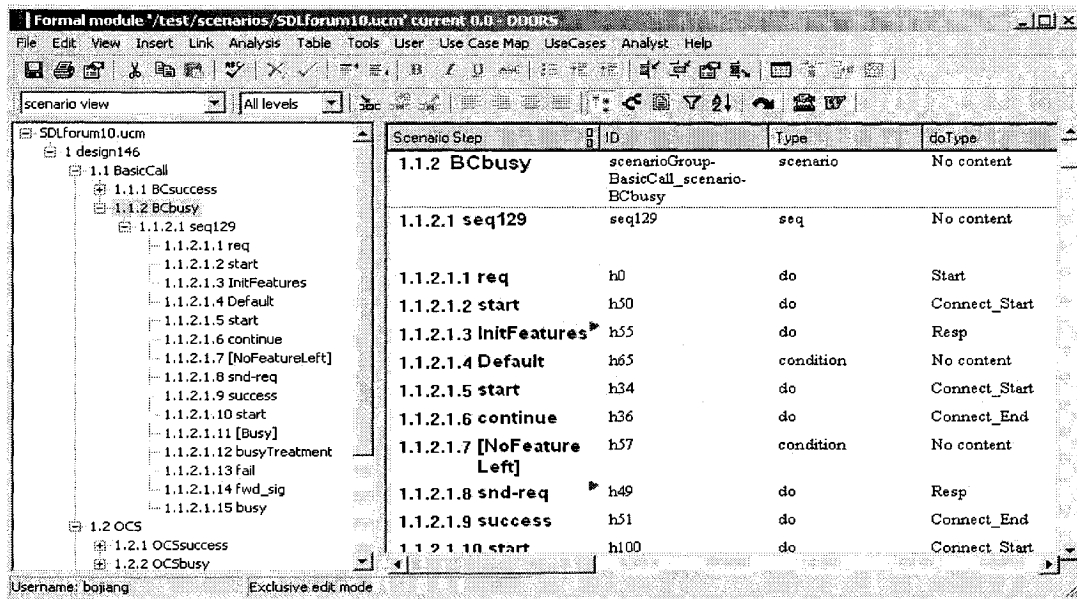 Formal module '/test/scenarios/SDLforum10.ucm' current 0.0 - DOORS
File Edit View Insert Link Analysis Table Tools User Use Case Map UseCases Analyst Help
scenario view All levels
SDLforum10.ucm
1 design146
1.1 BasicCall
1.1.1 BCsuccess
1.1.2 BCbusy
1.1.2.1 seq129
1.1.2.1.1 req
1.1.2.1.2 start
1.1.2.1.3 InitFeatures
1.1.2.1.4 Default
1.1.2.1.5 start
1.1.2.1.6 continue
1.1.2.1.7 [NoFeatureLeft]
1.1.2.1.8 snd-req
1.1.2.1.9 success
1.1.2.1.10 start
1.1.2.1.11 [Busy]
1.1.2.1.12 busyTreatment
1.1.2.1.13 fail
1.1.2.1.14 fwd_sig
1.1.2.1.15 busy
1.2 OCS
1.2.1 OCSsuccess
1.2.2 OCSbusy
Scenario Step ID Type doType
1.1.2 BCbusy scenarioGroup- scenario No content
BasicCall_scenario-
BCbusy
1.1.2.1 seq129 seq129 seq No content
1.1.2.1.1 req h0 do Start
1.1.2.1.2 start h50 do Connect_Start
1.1.2.1.3 InitFeatures h55 do Resp
1.1.2.1.4 Default h65 condition No content
1.1.2.1.5 start h34 do Connect_Start
1.1.2.1.6 continue h36 do Connect_End
1.1.2.1.7 [NoFeature h57 condition No content
Left]
1.1.2.1.8 snd-req h49 do Resp
1.1.2.1.9 success h51 do Connect_End
1.1.2.1.10 start h100 do Connect_Start
Username: bojiang Exclusive edit mode